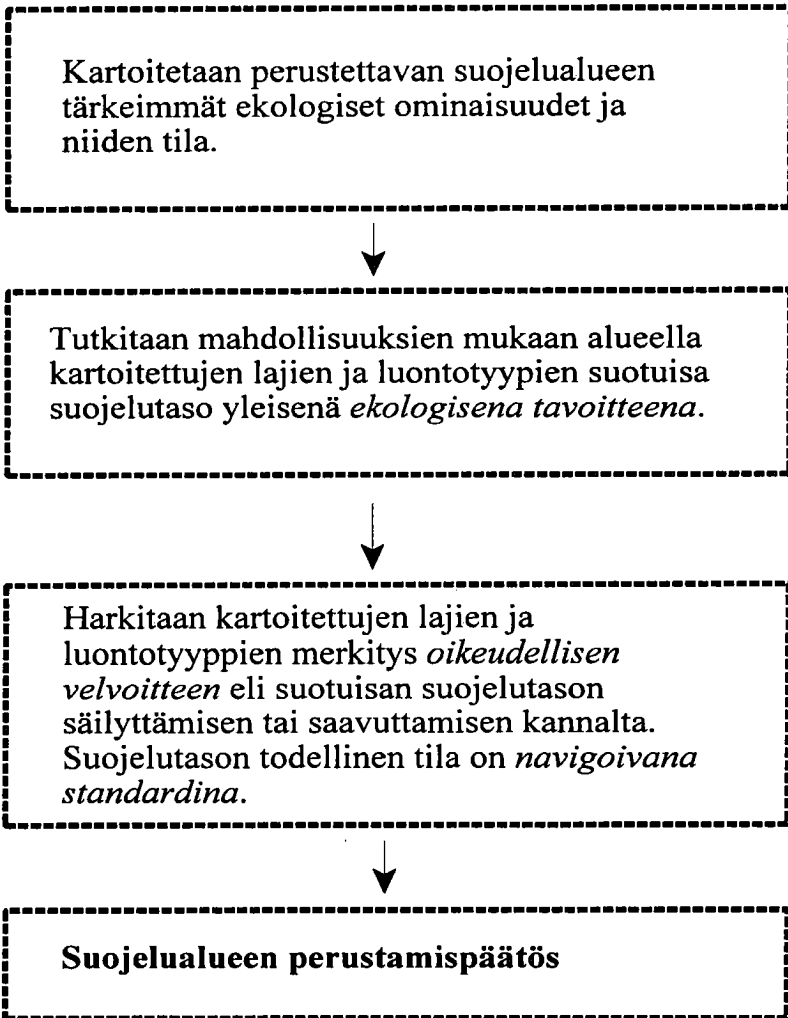 Kartoitetaan perustettavan suojelualueen
tärkeimmät ekologiset ominaisuudet ja
niiden tila.
Tutkitaan mahdollisuuksien mukaan alueella
kartoitettujen lajien ja luontotyypien suotuisa
suojelutaso yleisenä ekologisena tavoitteena.
Harkitaan kartoitettujen lajien ja
luontotyyppien merkitys oikeudellisen
velvoitteen eli suotuisan suojelutason
säilyttämisen tai saavuttamisen kannalta.
Suojelutason todellinen tila on navigoivana
standardina.
Suojelualueen perustamispäätös